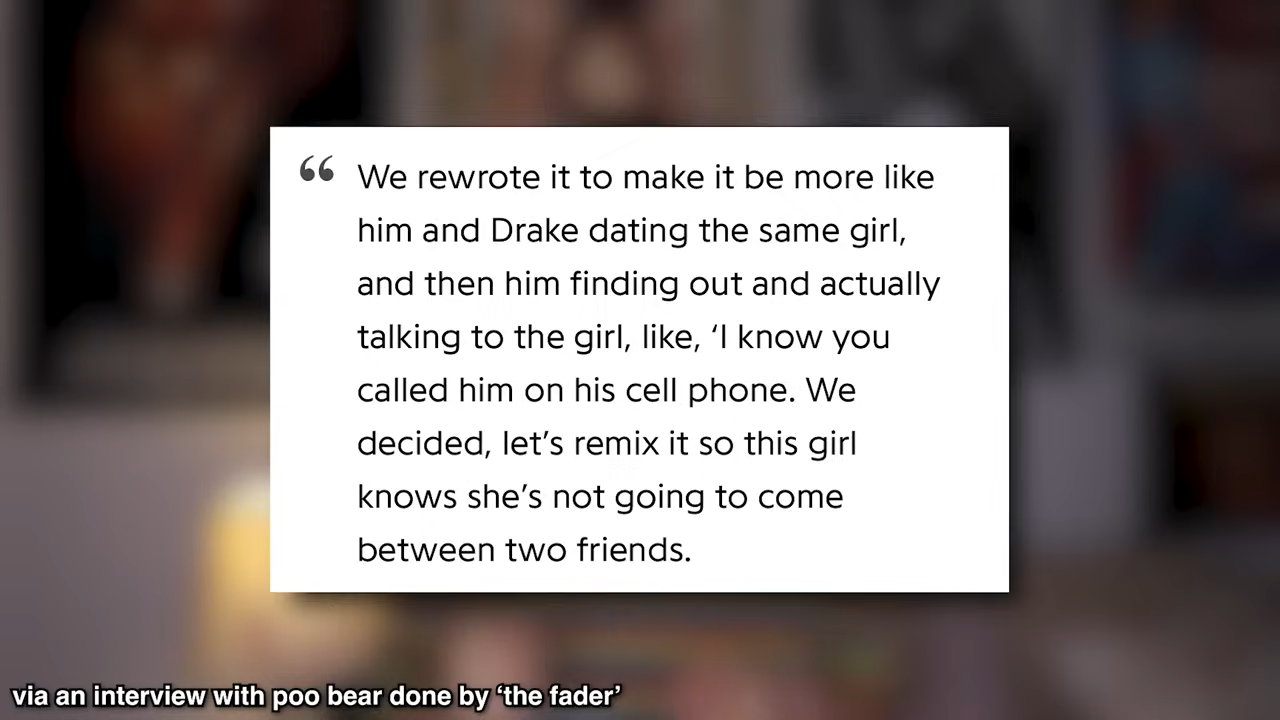 “ We rewrote it to make it be more like
him and Drake dating the same girl,
and then him finding out and actually
talking to the girl, like, ‘I know you
called him on his cell phone. We
decided, let’s remix it so this girl
knows she’s not going to come
between two friends.
via an interview with poo bear done by ‘the fader’